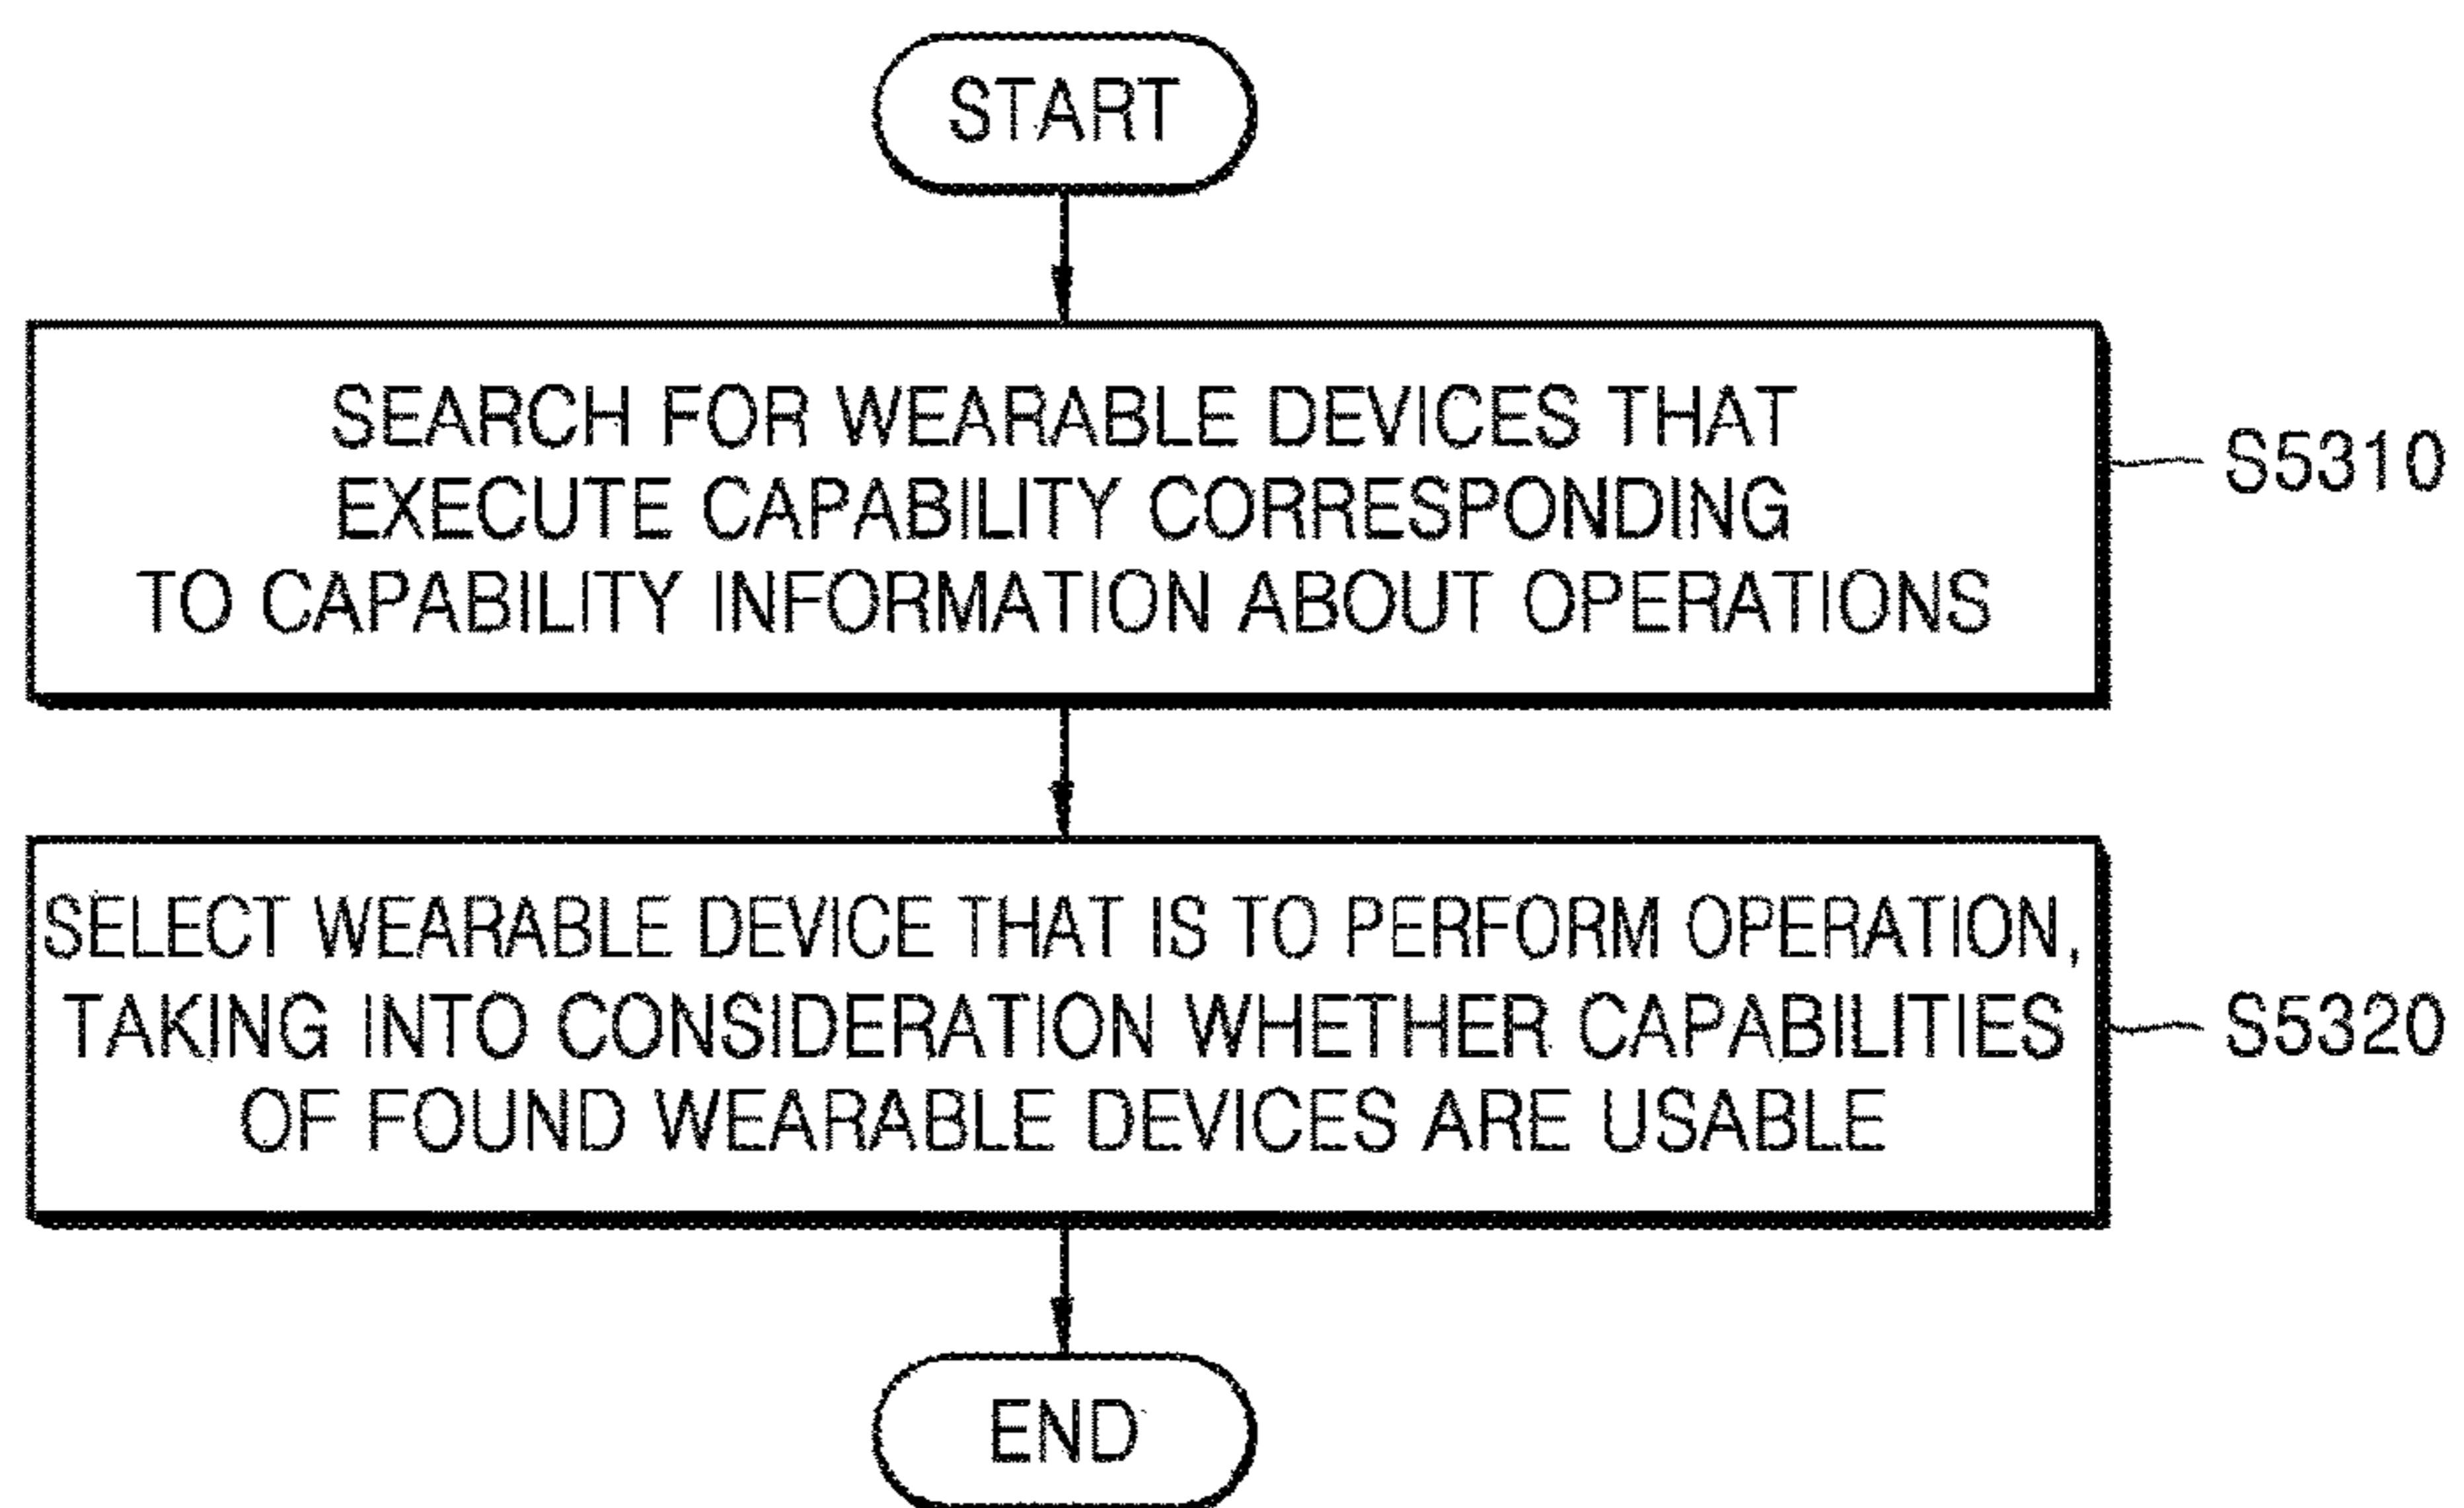 START
SEARCH FOR WEARABLE DEVICES THAT
EXECUTE CAPABILITY CORRESPONDING
TO CAPABILITY INFORMATION ABOUT OPERATIONS
S5310
SELECT WEARABLE DEVICE THAT IS TO PERFORM OPERATION,
TAKING INTO CONSIDERATION WHETHER CAPABILITIES
OF FOUND WEARABLE DEVICES ARE USABLE
S5320
END